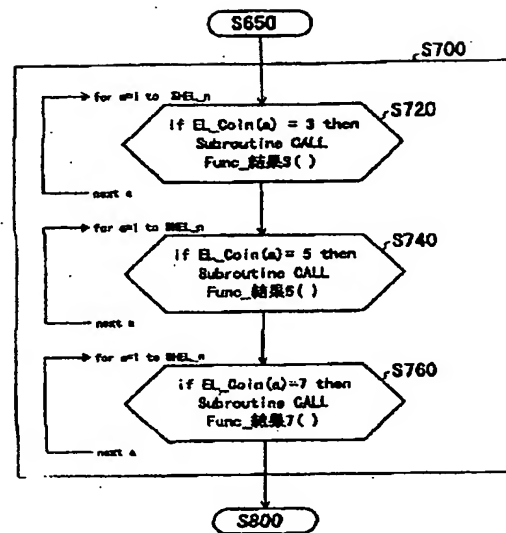 S650
S700
for a=1 to SHEL_n
S720
if EL_Coin(a) = 3 then
Subroutine CALL
Func_結果3( )
next a
for a=1 to SHEL_n
S740
if EL_Coin(a)= 5 then
Subroutine CALL
Func_結果5( )
next a
for a=1 to SHEL_n
S760
if EL_Coin(a)=7 then
Subroutine CALL
Func_結果7( )
next a
S800